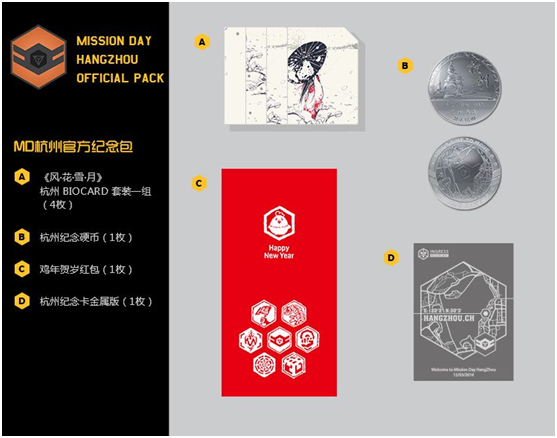 MISSION DAY
HANGZHOU
OFFICIAL PACK
MD杭州官方纪念包
A
《风·花·雪·月》
杭州 BIOCARD 套装一组
（4枚）
B
杭州纪念硬币（1枚）
C
鸡年贺岁红包（1枚）
D
杭州纪念卡金属版（1枚）
A
B
C
Happy
New Year
D
INGRESS
HANGZHOU.CH
Welcome to Mission Day HangZhou